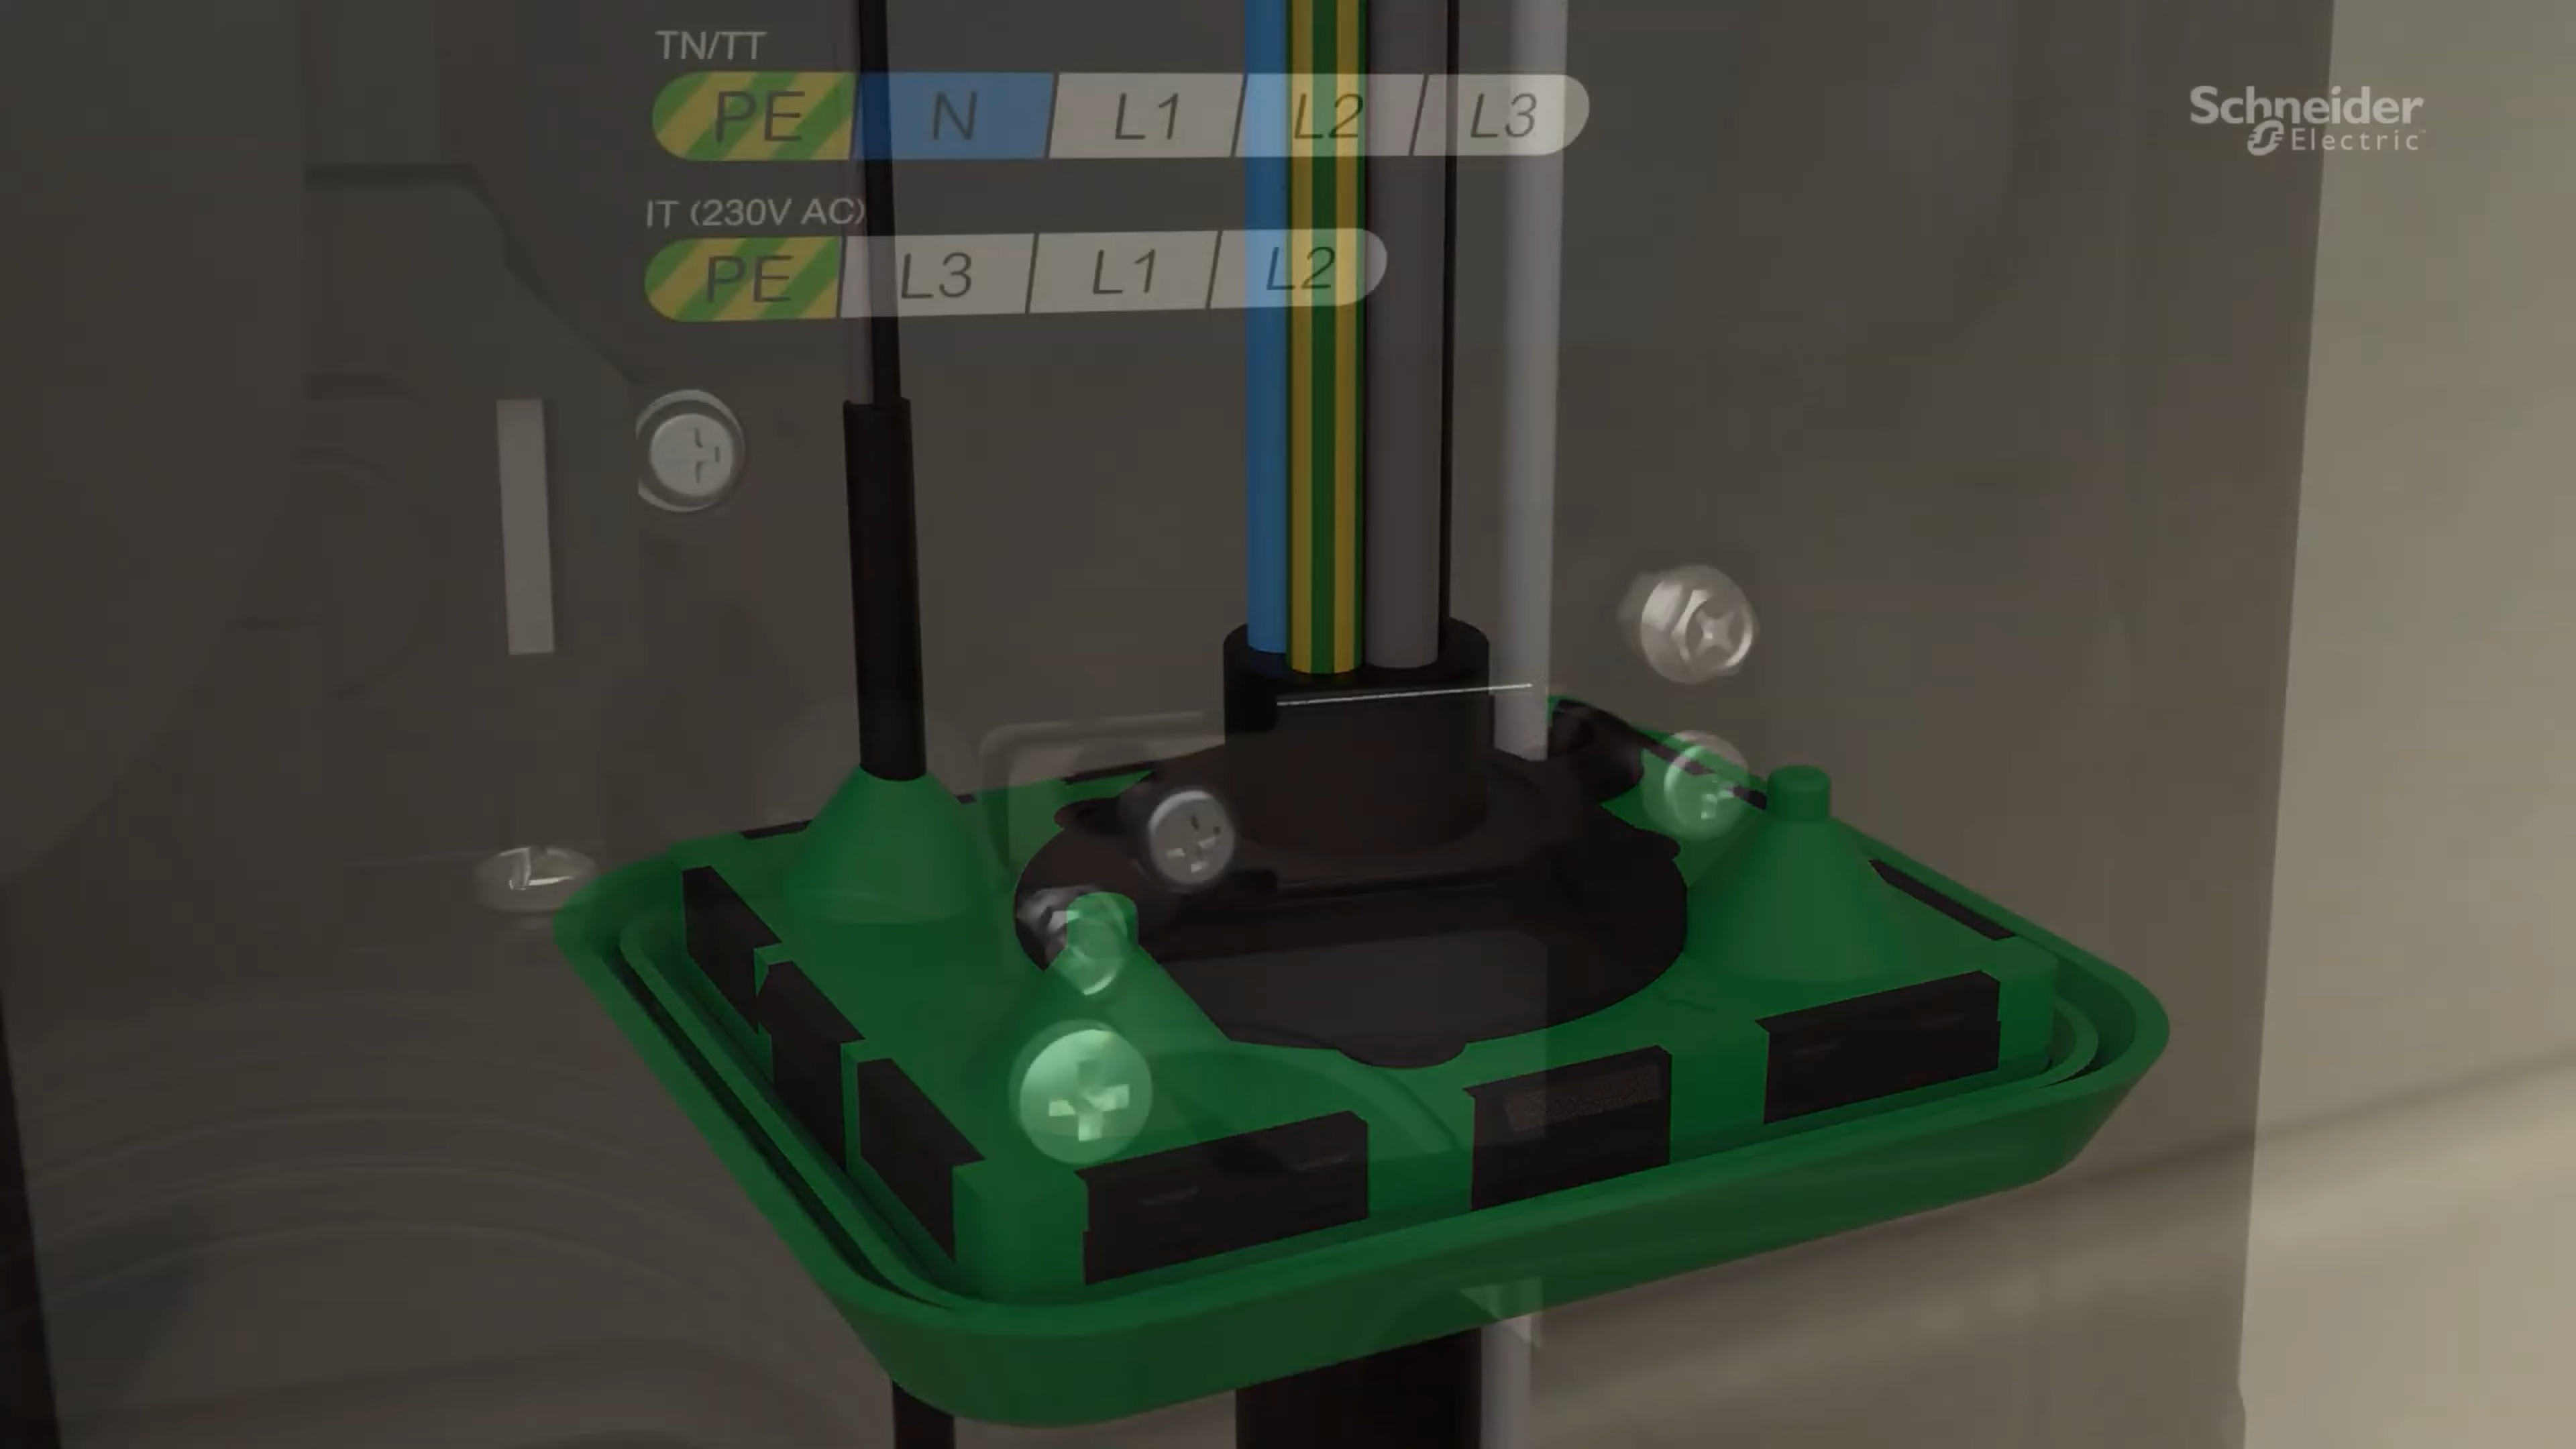 TN/TT
PE N L1 L2 L3
IT (230V AC)
PE L3 L1 L2
Schneider
Electric